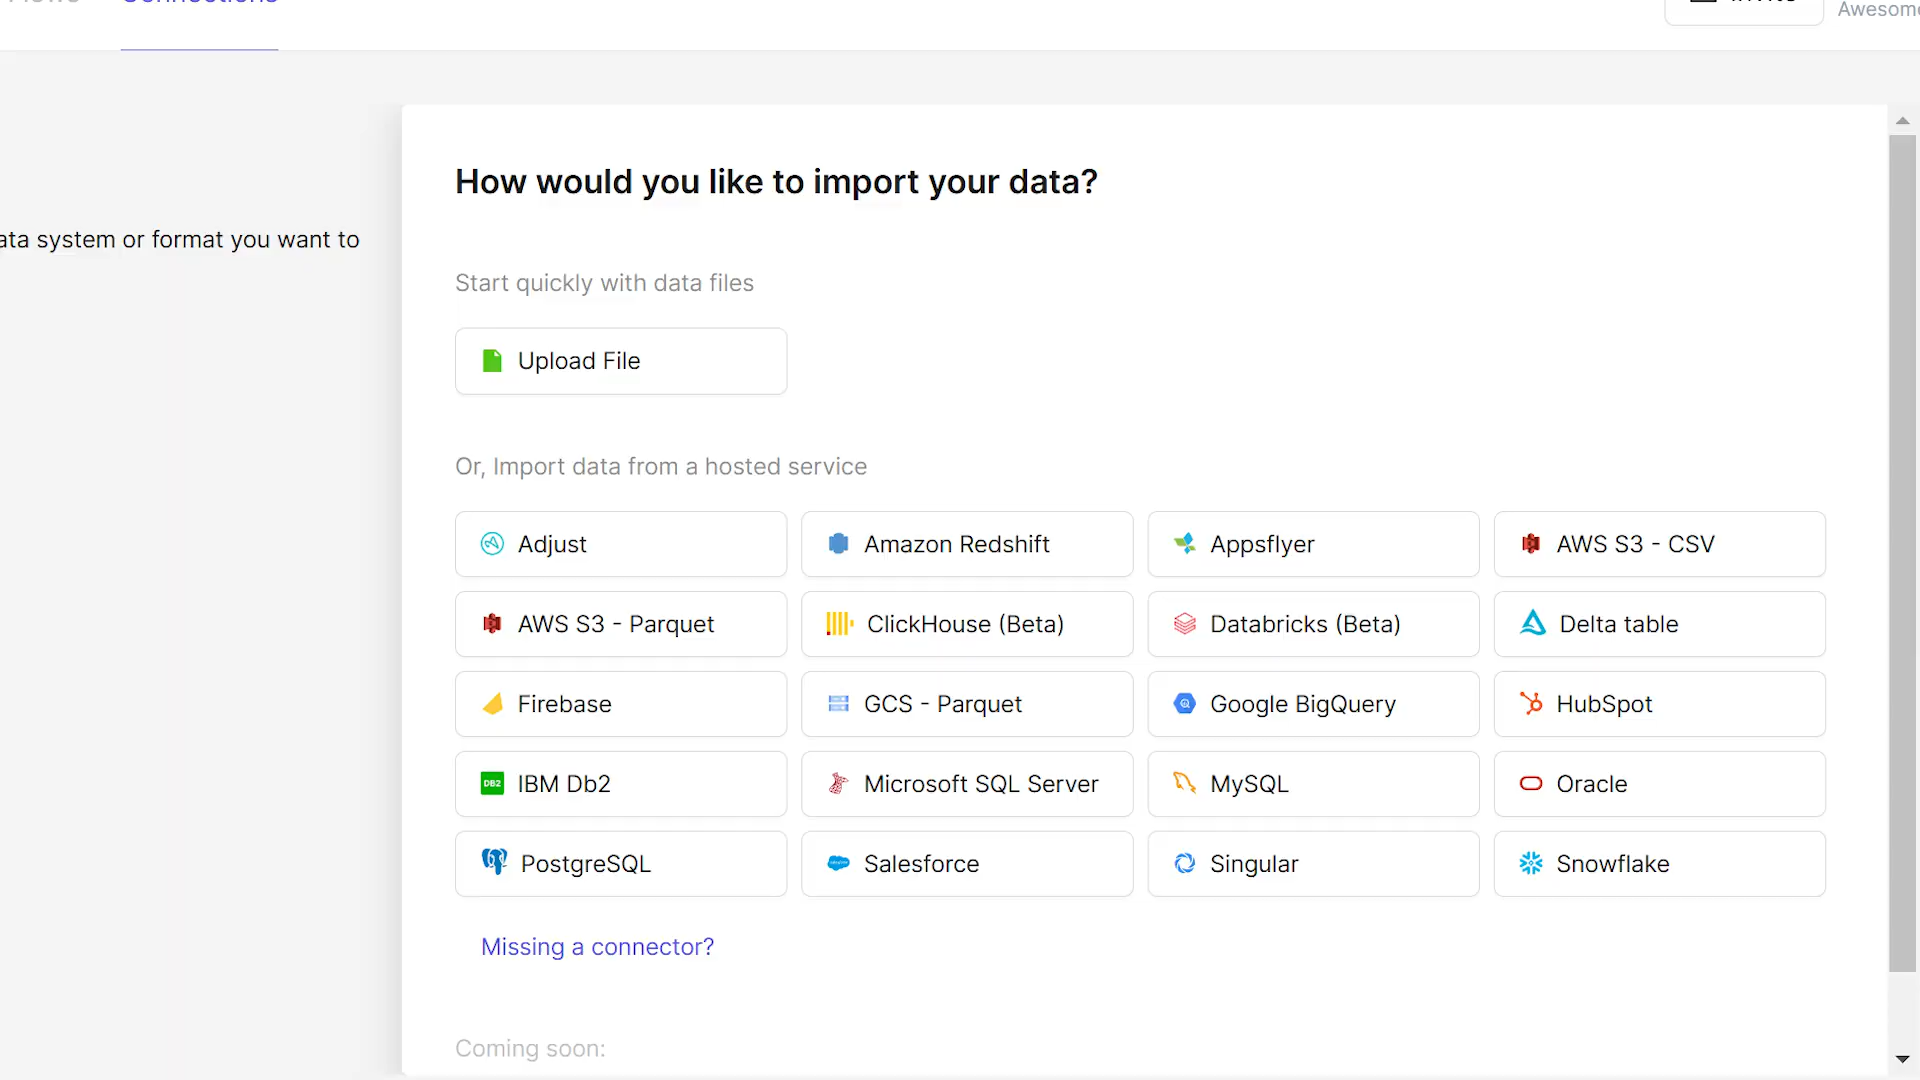 Connections
Awesome
How would you like to import your data?
ata system or format you want to
Start quickly with data files
Upload File
Or, Import data from a hosted service
Adjust
Amazon Redshift
Appsflyer
AWS S3 - CSV
AWS S3 - Parquet
ClickHouse (Beta)
Databricks (Beta)
Delta table
Firebase
GCS - Parquet
Google BigQuery
HubSpot
DB2
IBM Db2
Microsoft SQL Server
MySQL
Oracle
PostgreSQL
Salesforce
Singular
Snowflake
Missing a connector?
Coming soon: